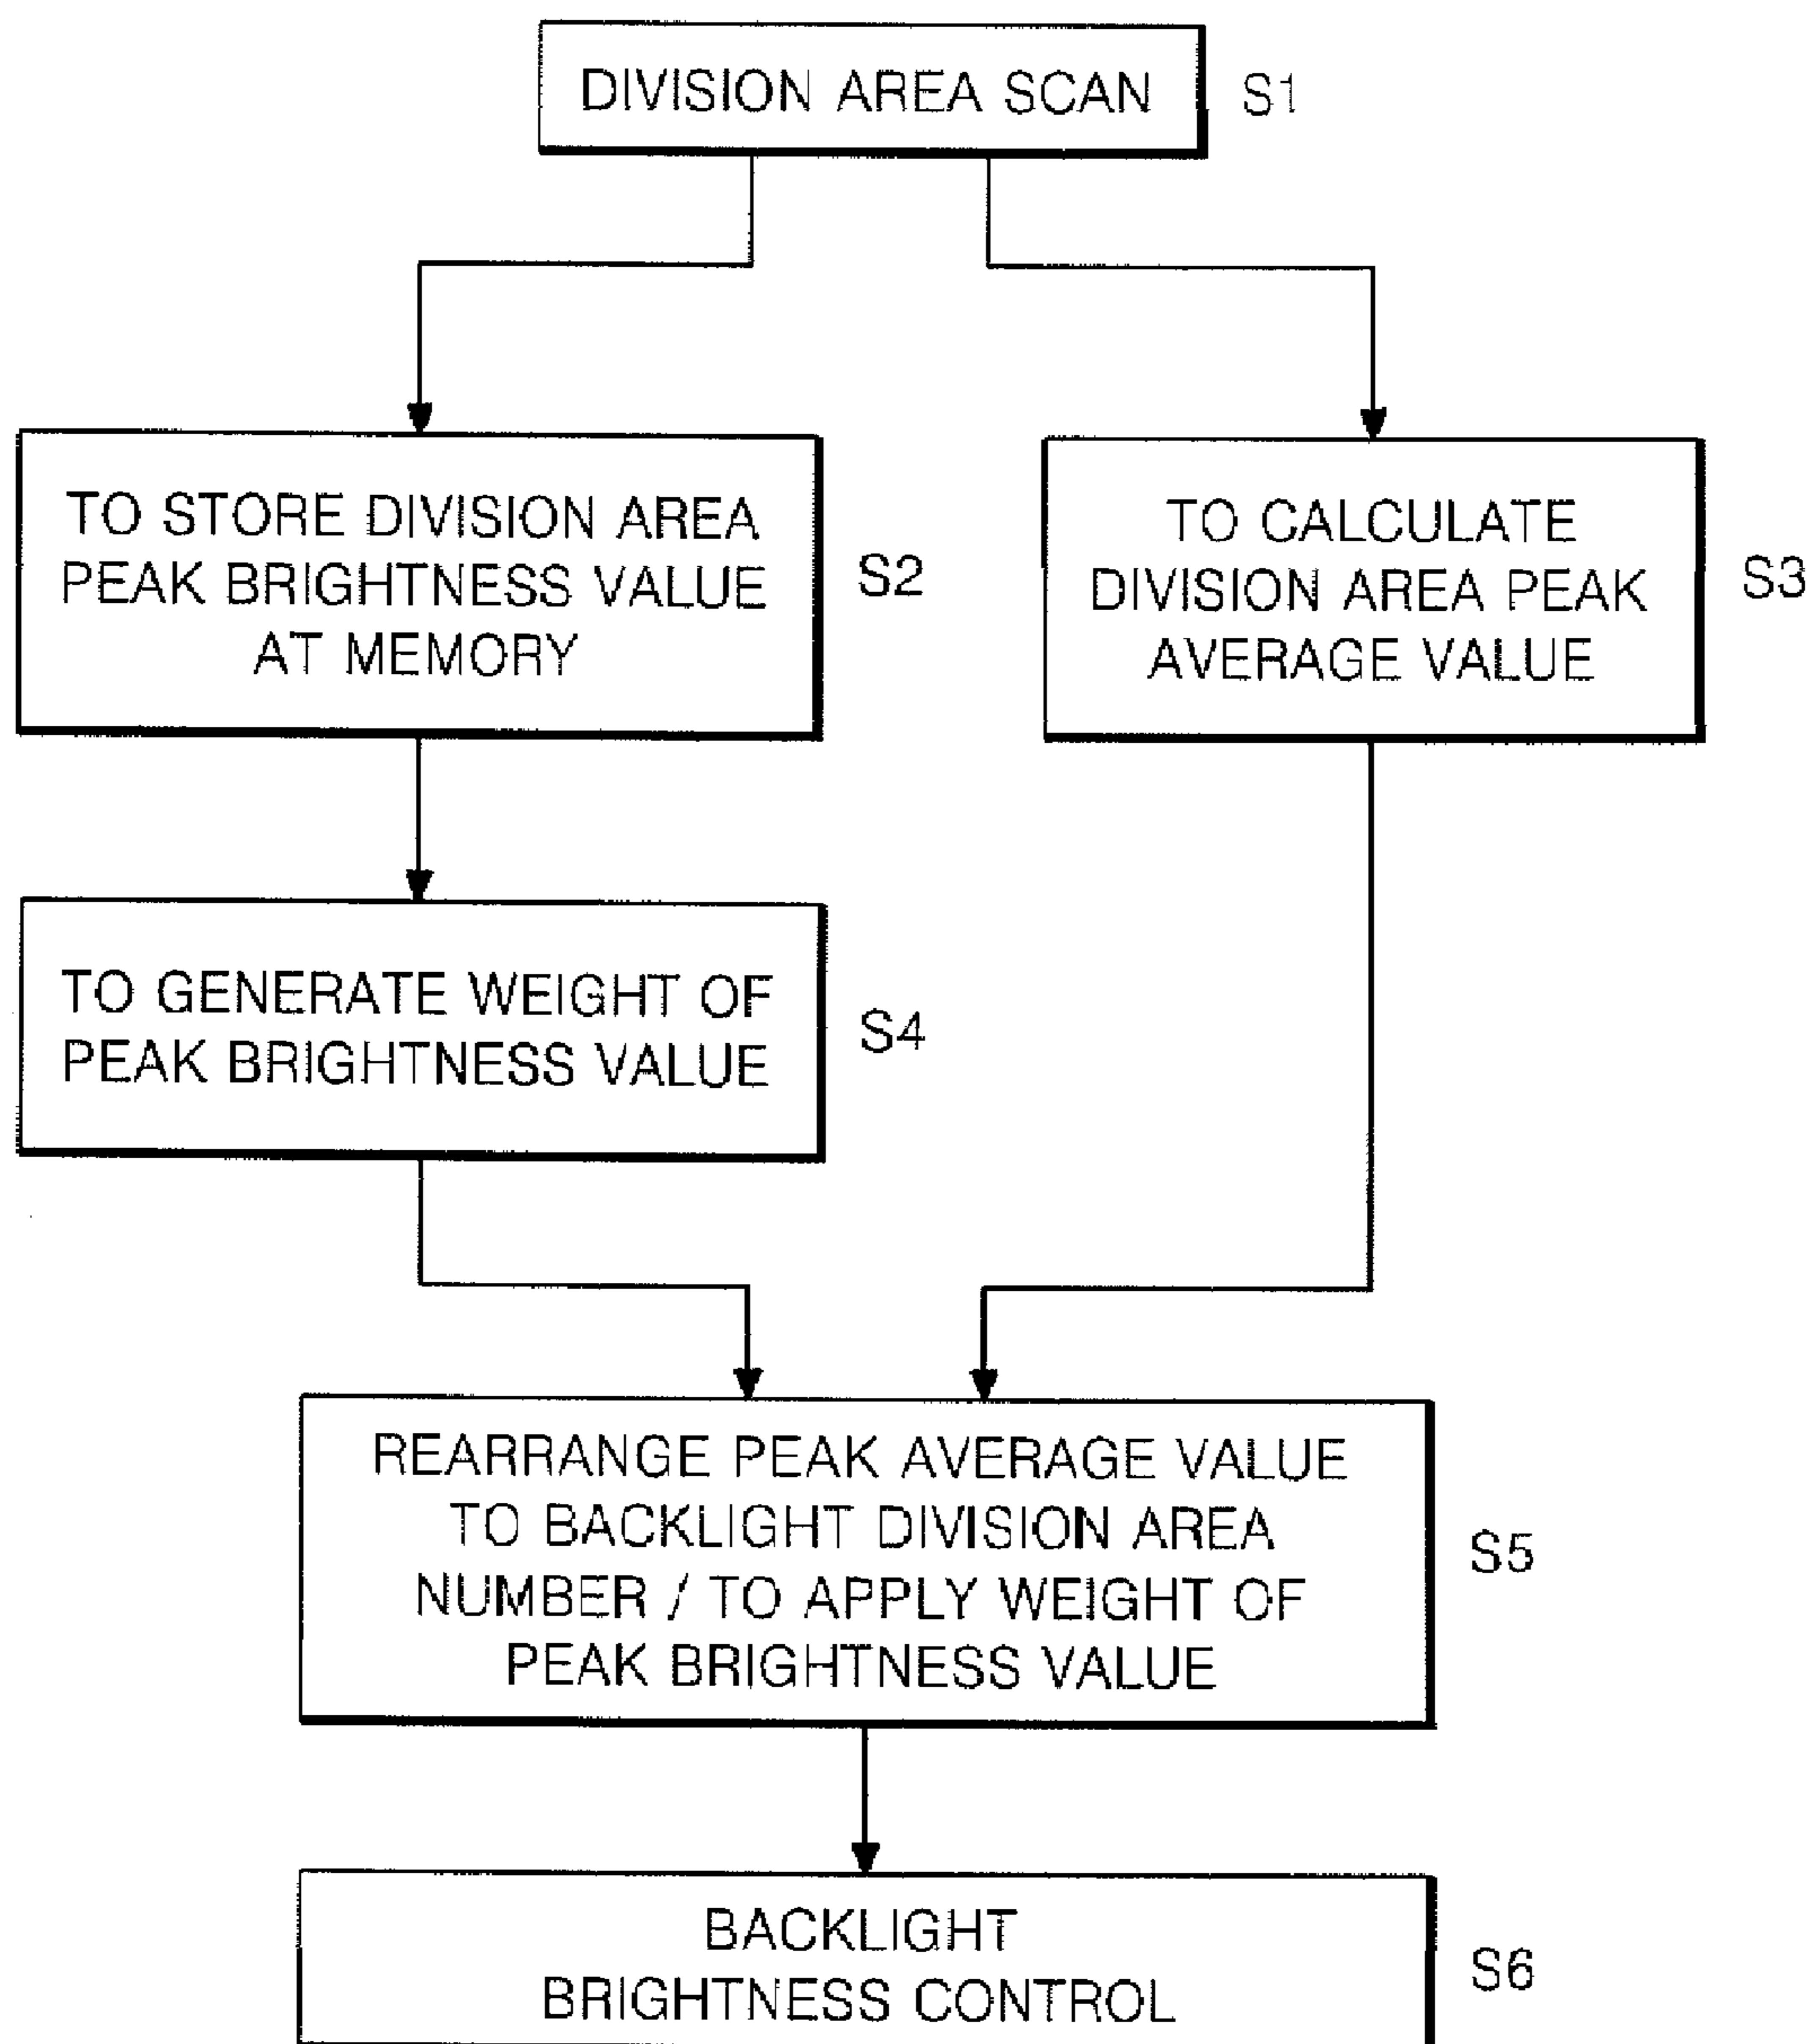 DIVISION AREA SCAN
S1
TO STORE DIVISION AREA
PEAK BRIGHTNESS VALUE
AT MEMORY
S2
TO CALCULATE
DIVISION AREA PEAK
AVERAGE VALUE
S3
TO GENERATE WEIGHT OF
PEAK BRIGHTNESS VALUE
S4
REARRANGE PEAK AVERAGE VALUE
TO BACKLIGHT DIVISION AREA
NUMBER / TO APPLY WEIGHT OF
PEAK BRIGHTNESS VALUE
S5
BACKLIGHT
BRIGHTNESS CONTROL
S6